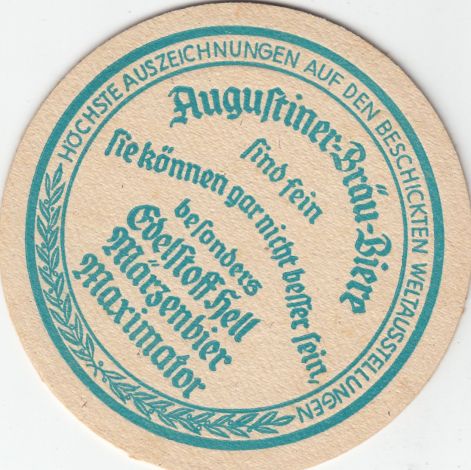 HÖCHSTE AUSZEICHNUNGEN AUF DEN BESCHICKTEN WELTAUSSTELLUNGEN
Auguſtiner-Bräu-Biere
ſind fein
ſie können gar nicht beſſer ſein,
beſonders
Edelſtoff Hell
Märzenbier
Maximator